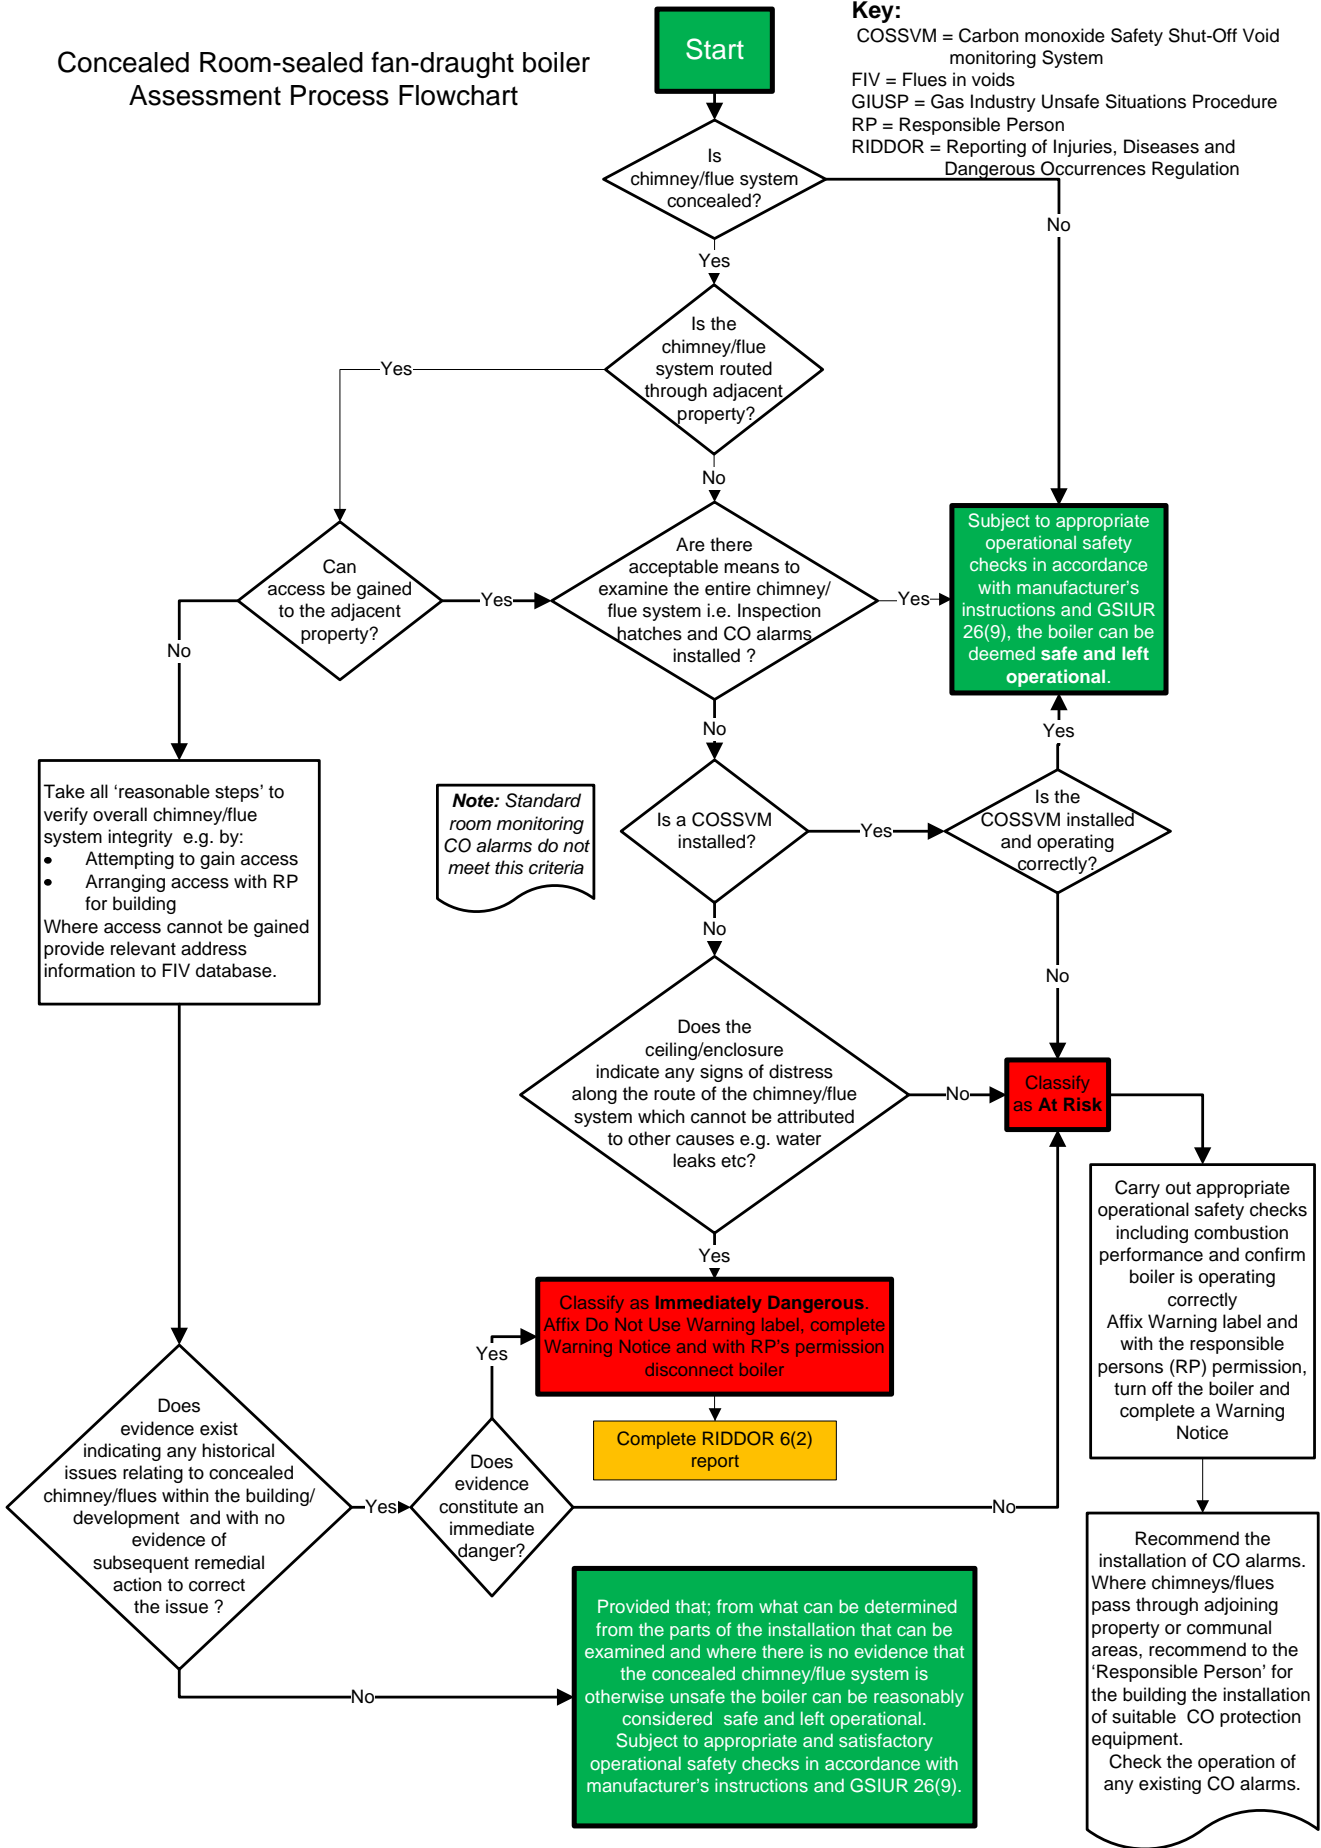 Concealed Room-sealed fan-draught boiler
Assessment Process Flowchart
Start
Key:
COSSVM = Carbon monoxide Safety Shut-Off Void
monitoring System
FIV = Flues in voids
GIUSP = Gas Industry Unsafe Situations Procedure
RP = Responsible Person
RIDDOR = Reporting of Injuries, Diseases and
Dangerous Occurrences Regulation
Is
chimney/flue system
concealed?
No
Yes
Is the
chimney/flue
system routed
through adjacent
property?
Yes
No
Can
access be gained
to the adjacent
property?
Yes
No
Are there
acceptable means to
examine the entire chimney/
flue system i.e. Inspection
hatches and CO alarms
installed ?
Yes
No
Subject to appropriate
operational safety
checks in accordance
with manufacturer's
instructions and GSIUR
26(9), the boiler can be
deemed safe and left
operational.
Yes
Take all ‘reasonable steps’ to
verify overall chimney/flue
system integrity e.g. by:
• Attempting to gain access
• Arranging access with RP
for building
Where access cannot be gained
provide relevant address
information to FIV database.
Note: Standard
room monitoring
CO alarms do not
meet this criteria
Is a COSSVM
installed?
Yes
No
Is the
COSSVM installed
and operating
correctly?
No
Does the
ceiling/enclosure
indicate any signs of distress
along the route of the chimney/flue
system which cannot be attributed
to other causes e.g. water
leaks etc?
No
Yes
Classify
as At Risk
Carry out appropriate
operational safety checks
including combustion
performance and confirm
boiler is operating
correctly
Affix Warning label and
with the responsible
persons (RP) permission,
turn off the boiler and
complete a Warning
Notice
Classify as Immediately Dangerous.
Affix Do Not Use Warning label, complete
Warning Notice and with RP's permission
disconnect boiler
Complete RIDDOR 6(2)
report
Does
evidence exist
indicating any historical
issues relating to concealed
chimney/flues within the building/
development and with no
evidence of
subsequent remedial
action to correct
the issue ?
Yes
No
Does
evidence
constitute an
immediate
danger?
Yes
No
Provided that; from what can be determined
from the parts of the installation that can be
examined and where there is no evidence that
the concealed chimney/flue system is
otherwise unsafe the boiler can be reasonably
considered safe and left operational.
Subject to appropriate and satisfactory
operational safety checks in accordance with
manufacturer's instructions and GSIUR 26(9).
Recommend the
installation of CO alarms.
Where chimneys/flues
pass through adjoining
property or communal
areas, recommend to the
‘Responsible Person’ for
the building the installation
of suitable CO protection
equipment.
Check the operation of
any existing CO alarms.